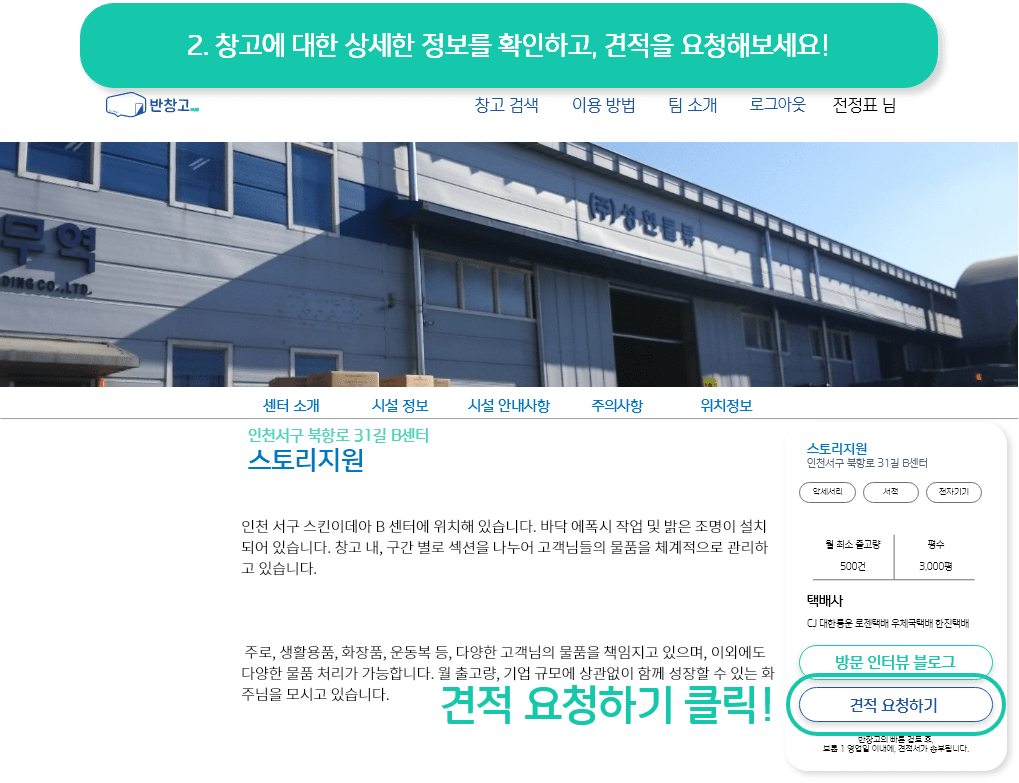 2. 창고에 대한 상세한 정보를 확인하고, 견적을 요청해보세요!
반창고
창고 검색 이용 방법 팀 소개 로그아웃 전정표 님
(주)성한물류
무역
DING CO.,LTD.
센터 소개 시설 정보 시설 안내사항 주의사항 위치정보
인천서구 북항로 31길 B센터
스토리지원
인천 서구 스킨이데아 B 센터에 위치해 있습니다. 바닥 에폭시 작업 및 밝은 조명이 설치
되어 있습니다. 창고 내, 구간 별로 섹션을 나누어 고객님들의 물품을 체계적으로 관리하
고 있습니다.
주로, 생활용품, 화장품, 운동복 등, 다양한 고객님의 물품을 책임지고 있으며, 이외에도
다양한 물품 처리가 가능합니다. 월 출고량, 기업 규모에 상관없이 함께 성장할 수 있는 화
주님을 모시고 있습니다.
견적 요청하기 클릭!
스토리지원
인천서구 북항로 31길 B센터
악세서리 서적 전자기기
월 최소 출고량 평수
500건 3,000평
택배사
CJ 대한통운 로젠택배 우체국택배 한진택배
방문 인터뷰 블로그
견적 요청하기
반창고의 빠른 검토 후,
보통 1 영업일 이내에, 견적서가 송부됩니다.